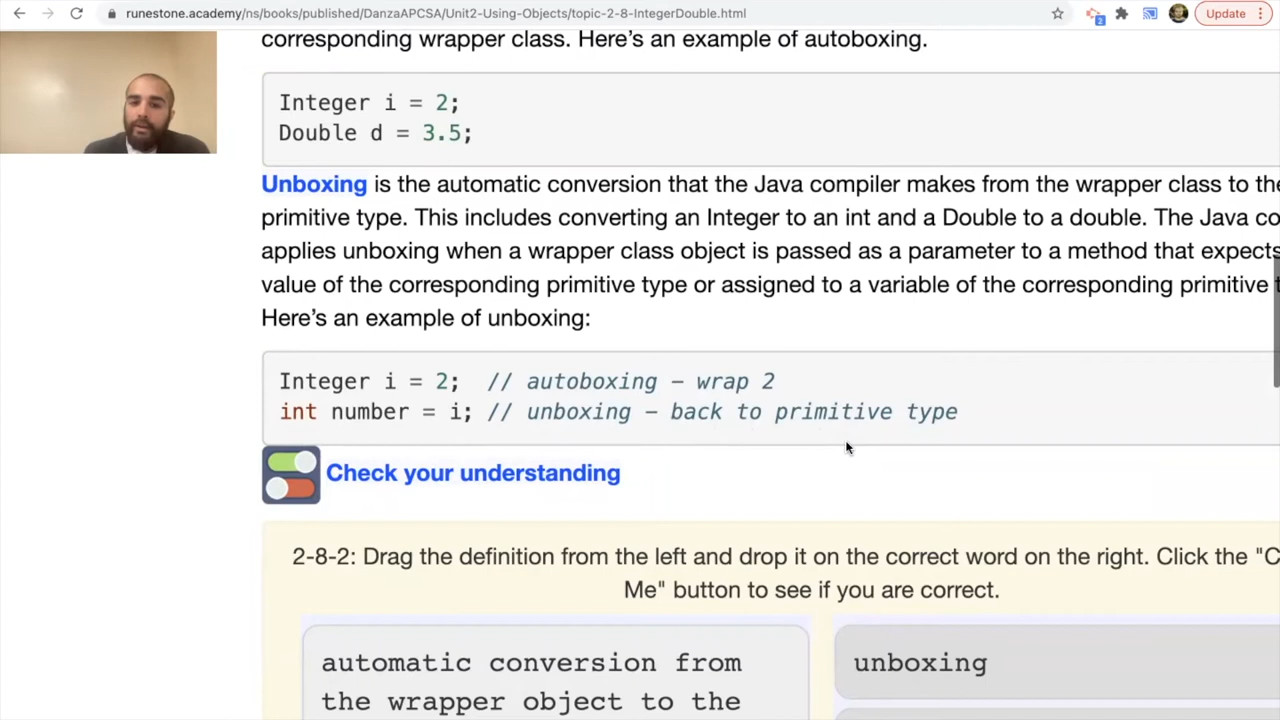 runestone.academy/ns/books/published/DanzaAPCSA/Unit2-Using-Objects/topic-2-8-IntegerDouble.html
2
Update
corresponding wrapper class. Here’s an example of autoboxing.
Integer i = 2;
Double d = 3.5;
Unboxing is the automatic conversion that the Java compiler makes from the wrapper class to the
primitive type. This includes converting an Integer to an int and a Double to a double. The Java co
applies unboxing when a wrapper class object is passed as a parameter to a method that expects
value of the corresponding primitive type or assigned to a variable of the corresponding primitive t
Here’s an example of unboxing:
Integer i = 2;  // autoboxing – wrap 2
int number = i; // unboxing – back to primitive type
Check your understanding
2-8-2: Drag the definition from the left and drop it on the correct word on the right. Click the "C
Me" button to see if you are correct.
automatic conversion from
the wrapper object to the
unboxing